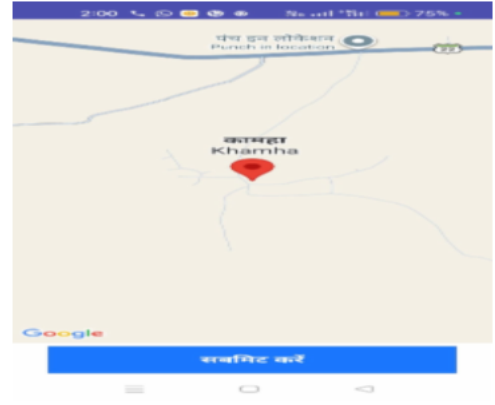 2:00
75%
पंच इन लोकेशन
Punch in location
कामहा
Khamha
Google
सबमिट करें